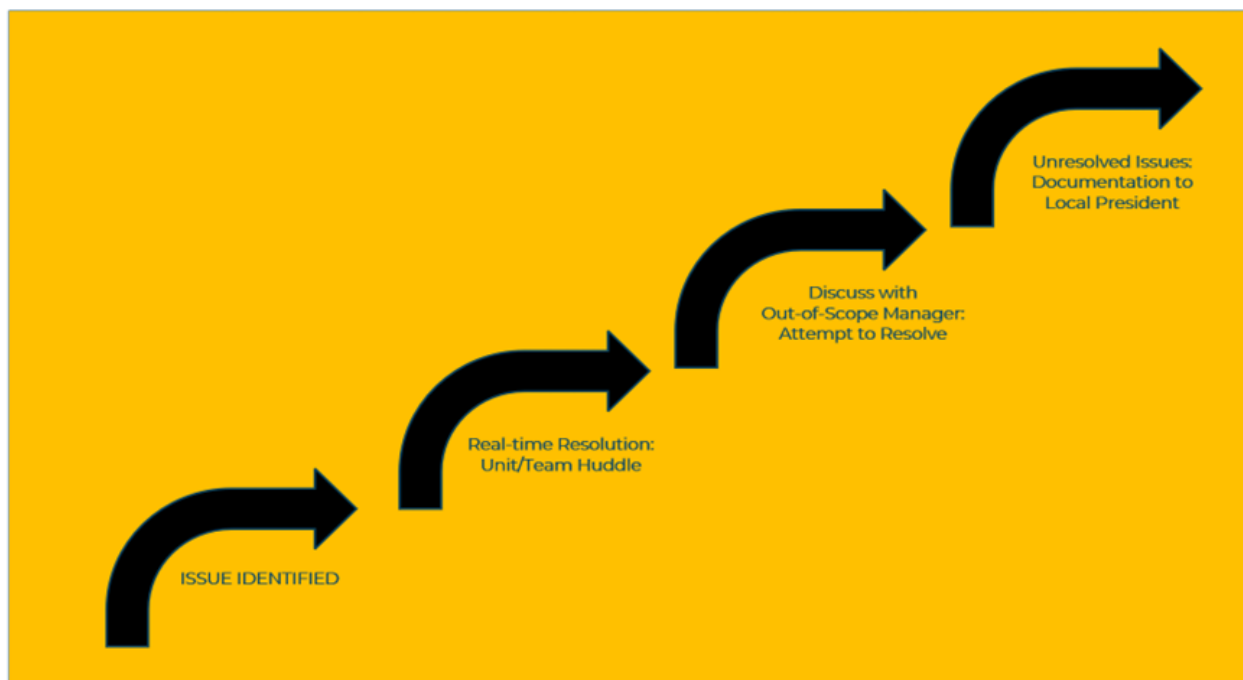 ISSUE IDENTIFIED
Real-time Resolution:
Unit/Team Huddle
Discuss with
Out-of-Scope Manager:
Attempt to Resolve
Unresolved Issues:
Documentation to
Local President